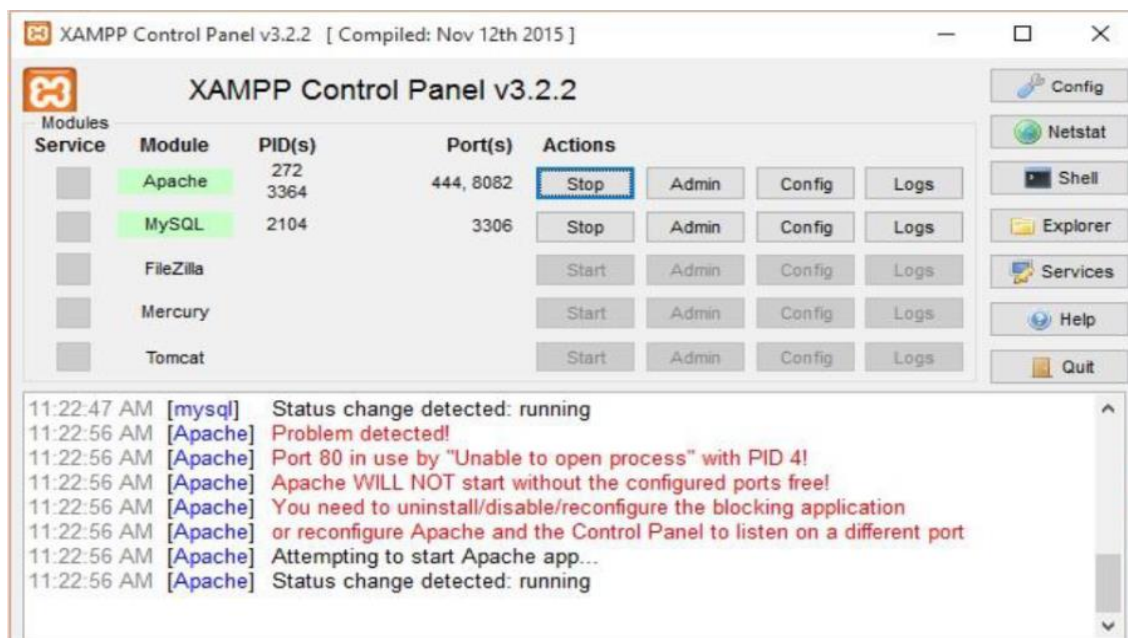 XAMPP Control Panel v3.2.2 [ Compiled: Nov 12th 2015 ]
XAMPP Control Panel v3.2.2
Config
Modules
Netstat
Service Module PID(s) Port(s) Actions
Apache 272 3364 444, 8082 Stop Admin Config Logs
Shell
MySQL 2104 3306 Stop Admin Config Logs
Explorer
FileZilla Start Admin Config Logs
Services
Mercury Start Admin Config Logs
Help
Tomcat Start Admin Config Logs
Quit
11:22:47 AM [mysql] Status change detected: running
11:22:56 AM [Apache] Problem detected!
11:22:56 AM [Apache] Port 80 in use by "Unable to open process" with PID 4!
11:22:56 AM [Apache] Apache WILL NOT start without the configured ports free!
11:22:56 AM [Apache] You need to uninstall/disable/reconfigure the blocking application
11:22:56 AM [Apache] or reconfigure Apache and the Control Panel to listen on a different port
11:22:56 AM [Apache] Attempting to start Apache app...
11:22:56 AM [Apache] Status change detected: running